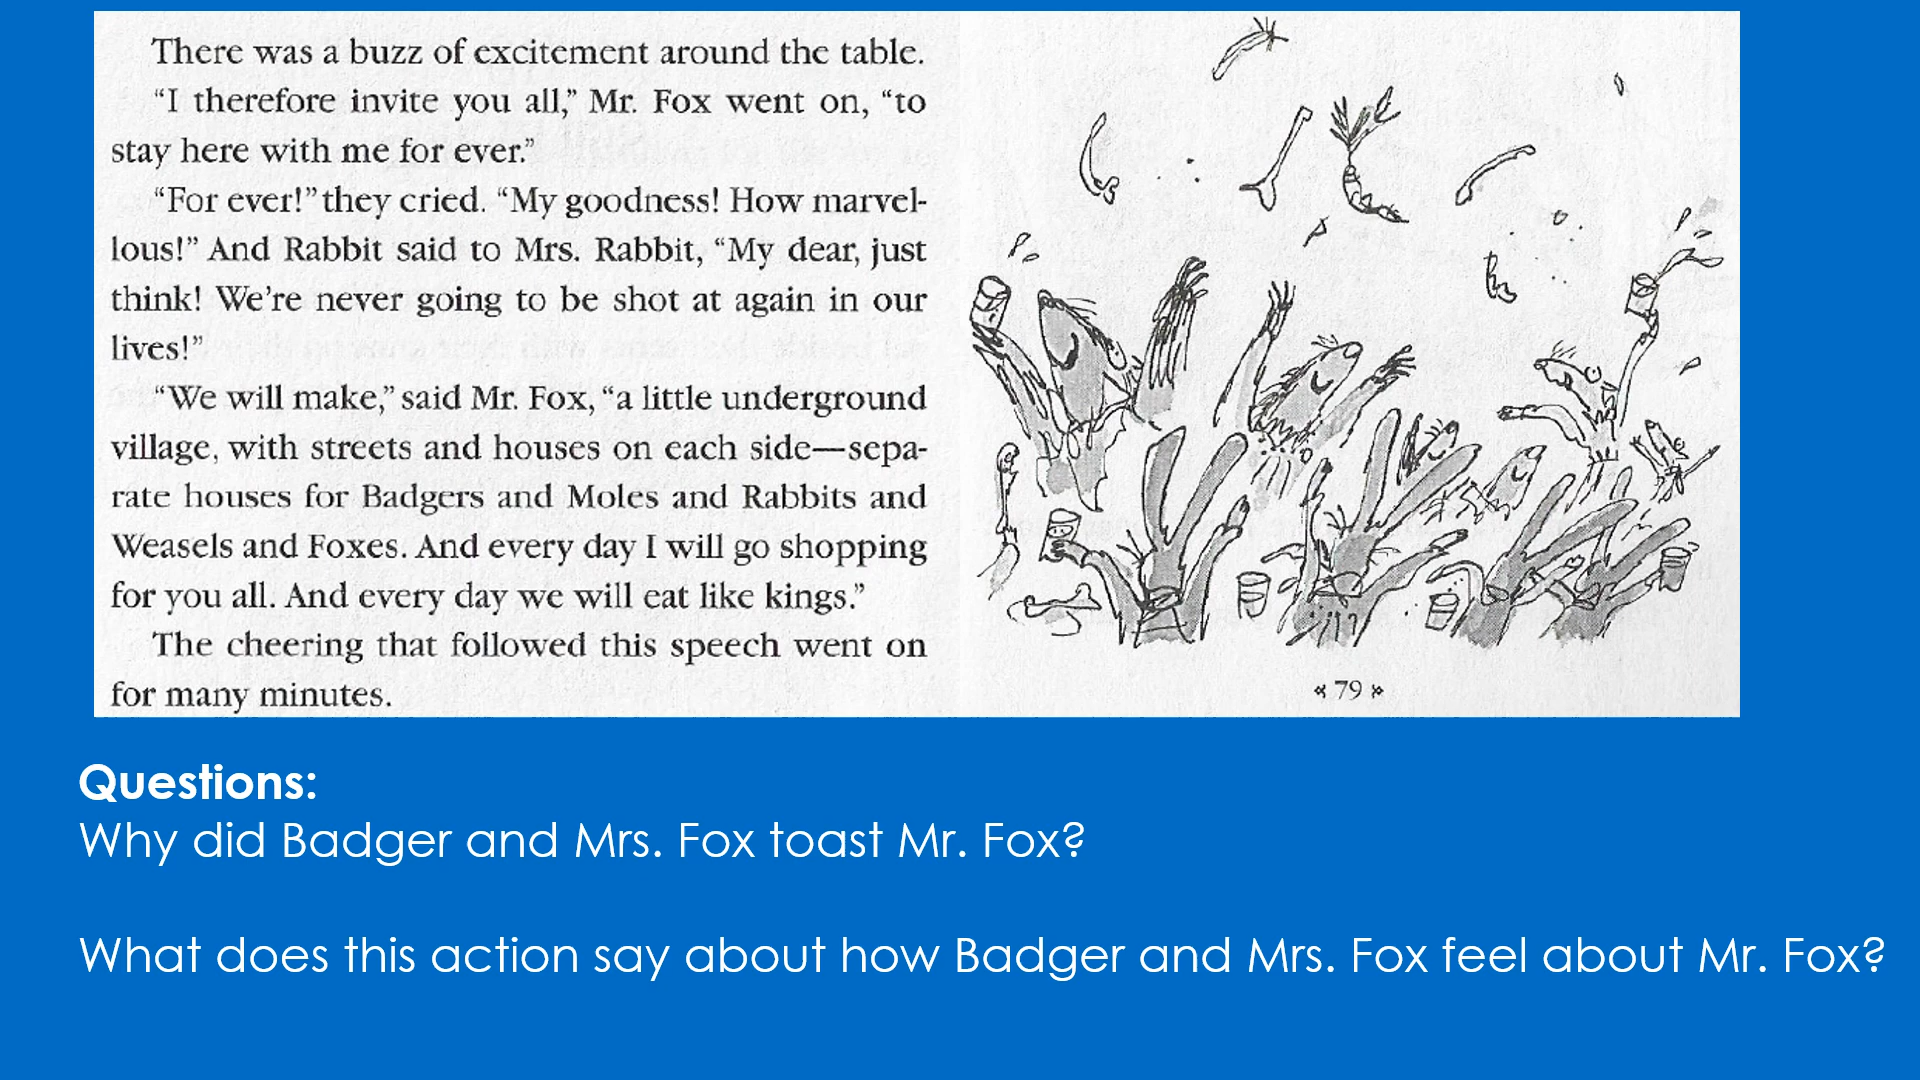 There was a buzz of excitement around the table.
“I therefore invite you all,” Mr. Fox went on, “to
stay here with me for ever.”
“For ever!” they cried. “My goodness! How marvel-
lous!” And Rabbit said to Mrs. Rabbit, “My dear, just
think! We’re never going to be shot at again in our
lives!”
“We will make,” said Mr. Fox, “a little underground
village, with streets and houses on each side—sepa-
rate houses for Badgers and Moles and Rabbits and
Weasels and Foxes. And every day I will go shopping
for you all. And every day we will eat like kings.”
The cheering that followed this speech went on
for many minutes.
79
Questions:
Why did Badger and Mrs. Fox toast Mr. Fox?
What does this action say about how Badger and Mrs. Fox feel about Mr. Fox?